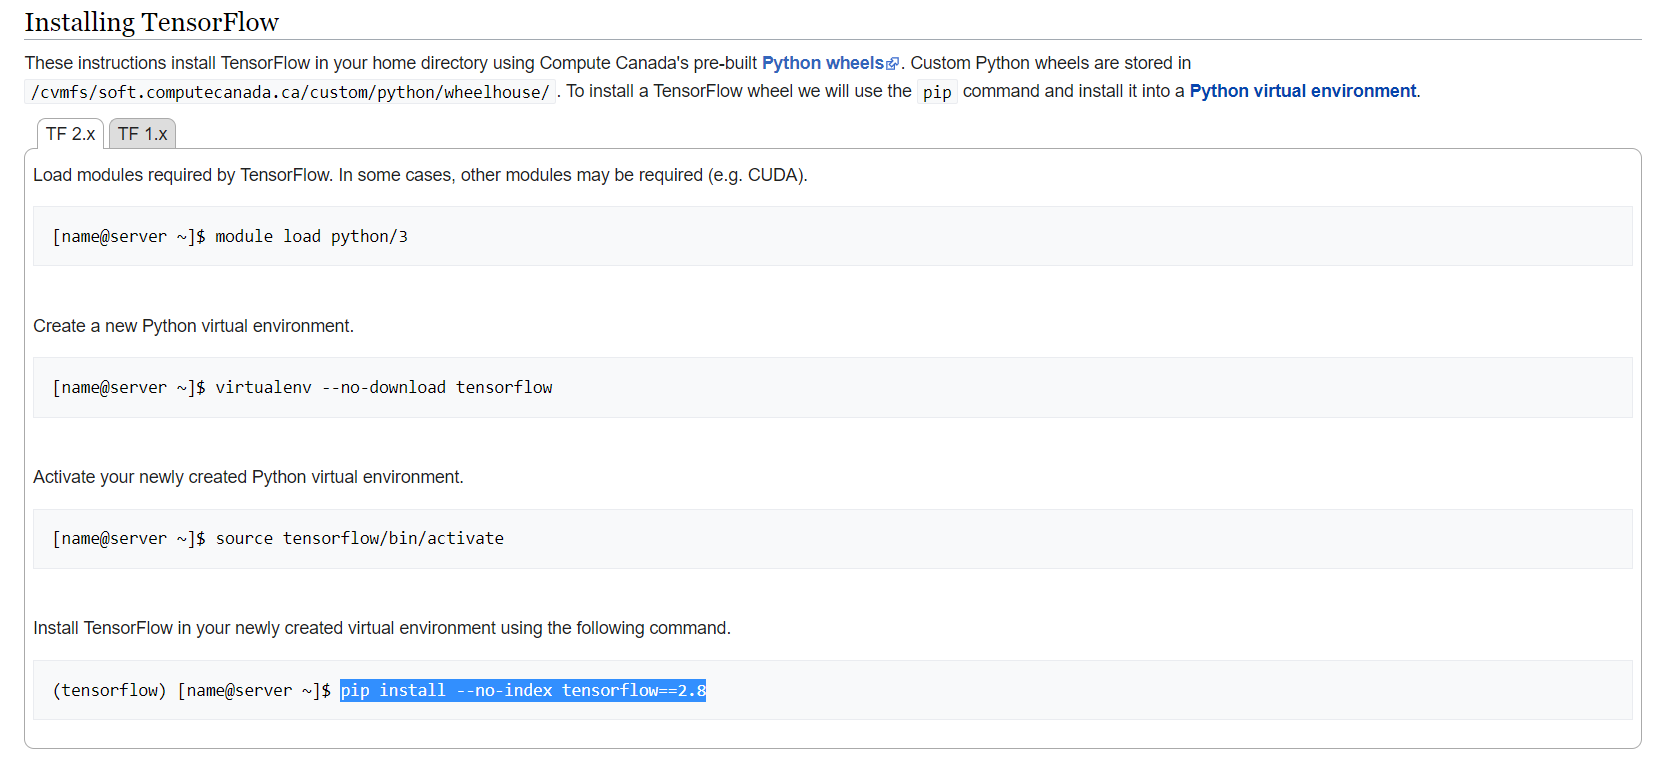 Installing TensorFlow
These instructions install TensorFlow in your home directory using Compute Canada's pre-built Python wheels. Custom Python wheels are stored in
/cvmfs/soft.computecanada.ca/custom/python/wheelhouse/ . To install a TensorFlow wheel we will use the pip command and install it into a Python virtual environment.
TF 2.x TF 1.x
Load modules required by TensorFlow. In some cases, other modules may be required (e.g. CUDA).
[name@server ~]$ module load python/3
Create a new Python virtual environment.
[name@server ~]$ virtualenv --no-download tensorflow
Activate your newly created Python virtual environment.
[name@server ~]$ source tensorflow/bin/activate
Install TensorFlow in your newly created virtual environment using the following command.
(tensorflow) [name@server ~]$ pip install --no-index tensorflow==2.8